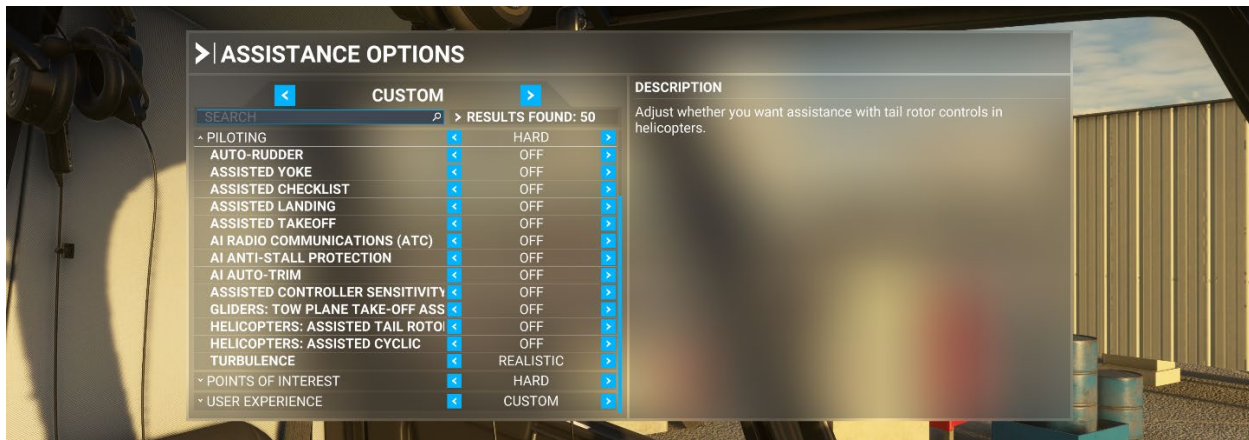 ASSISTANCE OPTIONS
CUSTOM
SEARCH > RESULTS FOUND: 50
PILOTING HARD
AUTO-RUDDER OFF
ASSISTED YOKE OFF
ASSISTED CHECKLIST OFF
ASSISTED LANDING OFF
ASSISTED TAKEOFF OFF
AI RADIO COMMUNICATIONS (ATC) OFF
AI ANTI-STALL PROTECTION OFF
AI AUTO-TRIM OFF
ASSISTED CONTROLLER SENSITIVITY OFF
GLIDERS: TOW PLANE TAKE-OFF ASS OFF
HELICOPTERS: ASSISTED TAIL ROTO OFF
HELICOPTERS: ASSISTED CYCLIC OFF
TURBULENCE REALISTIC
POINTS OF INTEREST HARD
USER EXPERIENCE CUSTOM
DESCRIPTION
Adjust whether you want assistance with tail rotor controls in
helicopters.